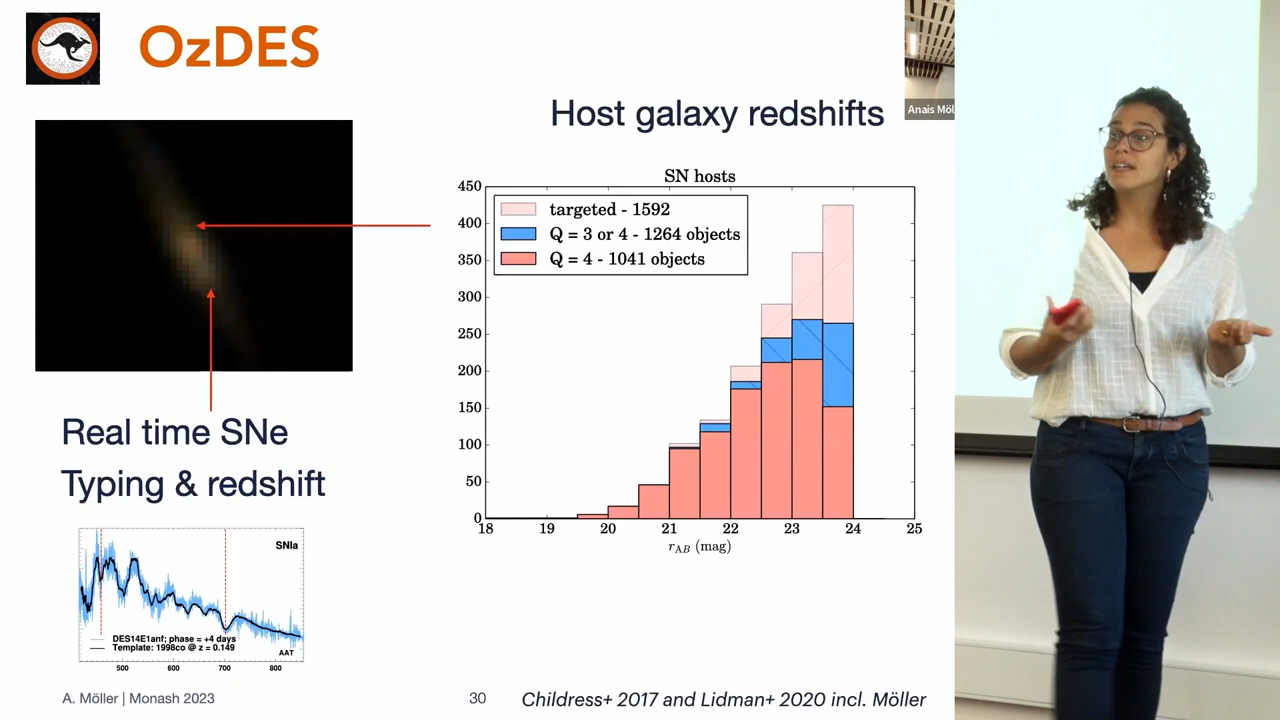 OzDES
Host galaxy redshifts
Anais Möl
SN hosts
450
400
350
300
250
200
150
100
50
0
targeted - 1592
Q = 3 or 4 - 1264 objects
Q = 4 - 1041 objects
18 19 20 21 22 23 24 25
r_AB (mag)
Real time SNe
Typing & redshift
SNIa
DES14E1anf; phase = +4 days
Template: 1998co @ z = 0.149
AAT
500 600 700 800
A. Möller | Monash 2023
30
Childress+ 2017 and Lidman+ 2020 incl. Möller